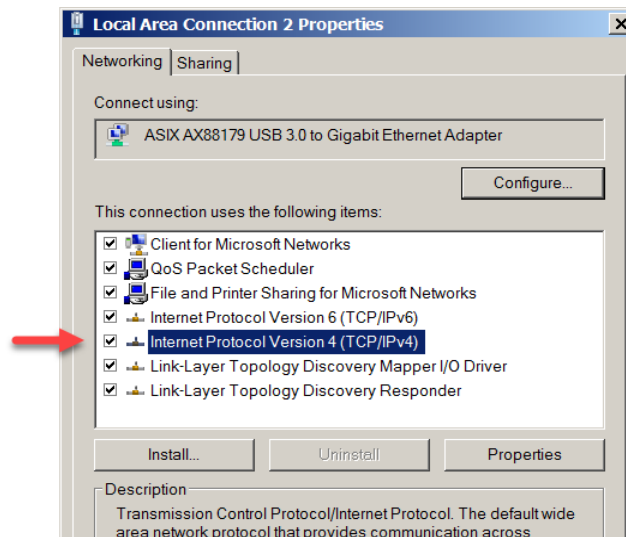 Local Area Connection 2 Properties
Networking Sharing
Connect using:
ASIX AX88179 USB 3.0 to Gigabit Ethernet Adapter
Configure...
This connection uses the following items:
Client for Microsoft Networks
QoS Packet Scheduler
File and Printer Sharing for Microsoft Networks
Internet Protocol Version 6 (TCP/IPv6)
Internet Protocol Version 4 (TCP/IPv4)
Link-Layer Topology Discovery Mapper I/O Driver
Link-Layer Topology Discovery Responder
Install... Uninstall Properties
Description
Transmission Control Protocol/Internet Protocol. The default wide
area network protocol that provides communication across